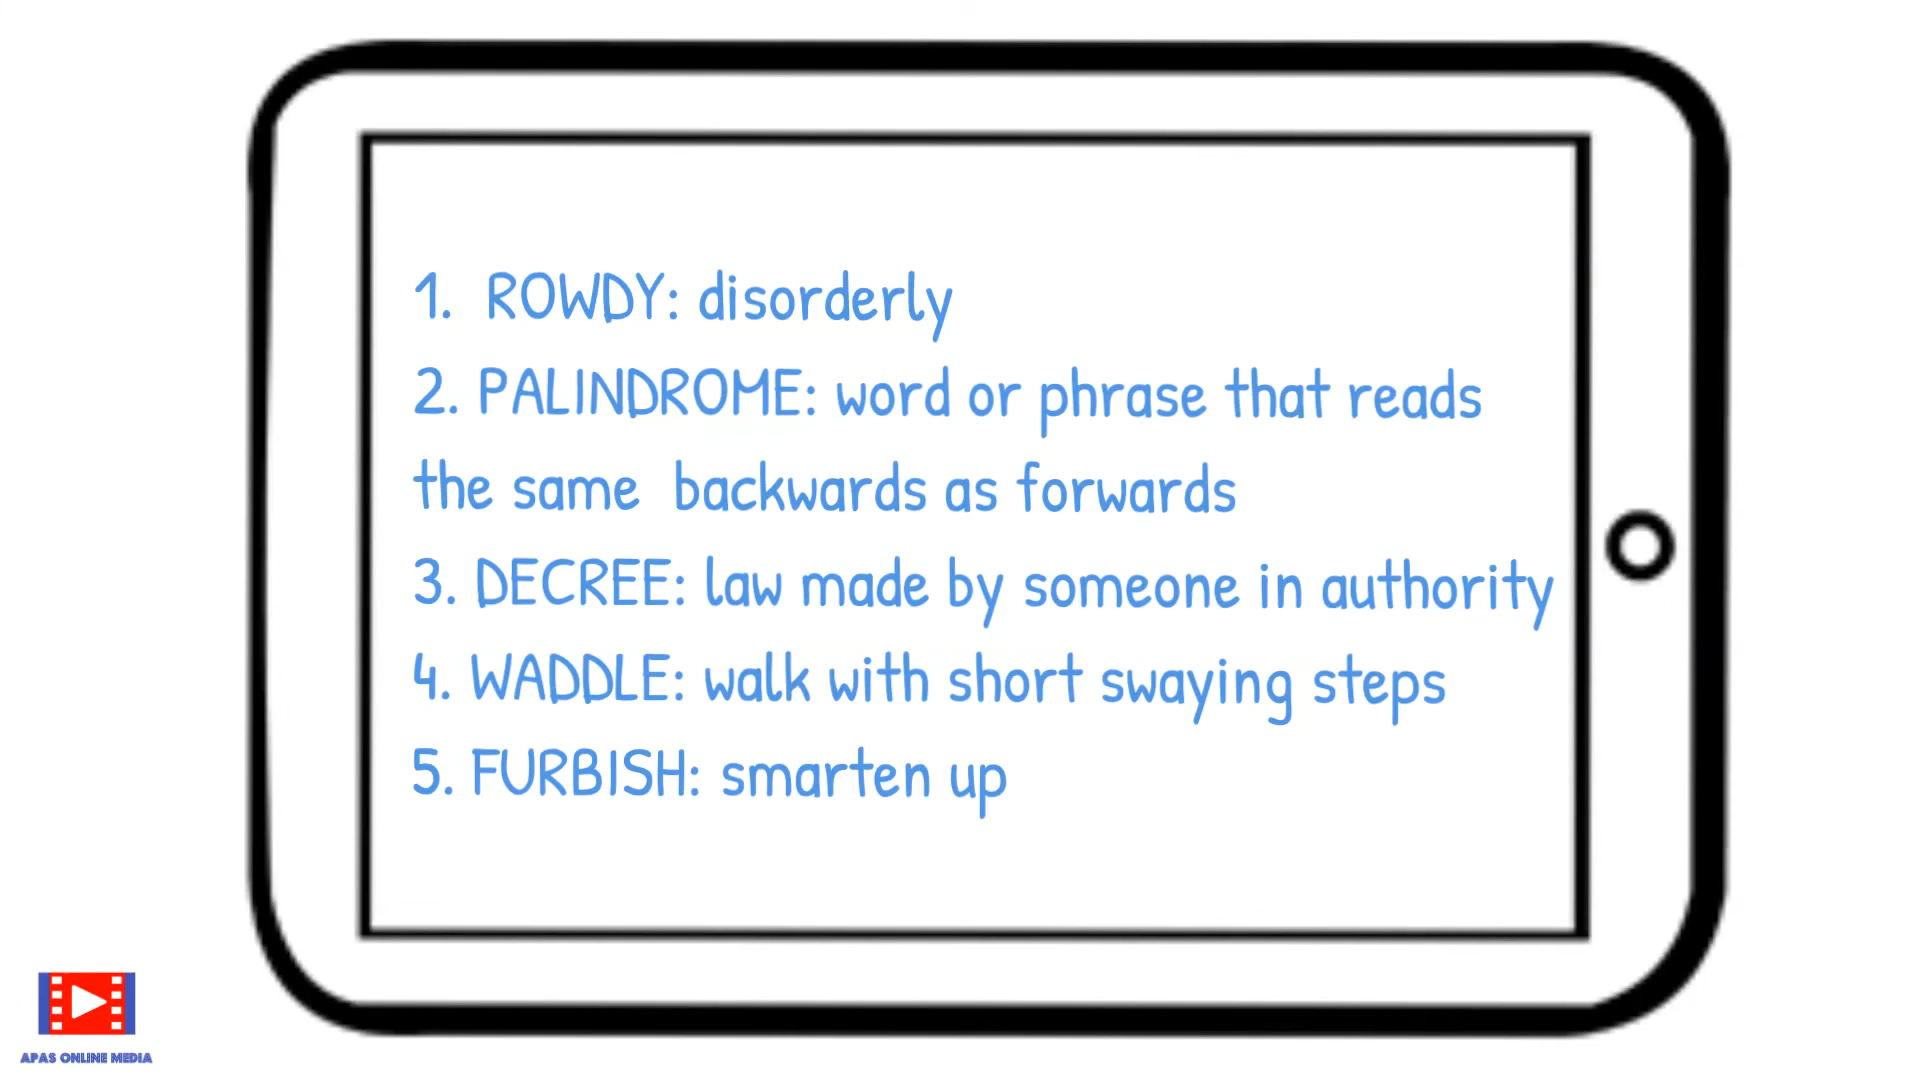 1. ROWDY: disorderly
2. PALINDROME: word or phrase that reads
the same backwards as forwards
3. DECREE: law made by someone in authority
4. WADDLE: walk with short swaying steps
5. FURBISH: smarten up
APAS ONLINE MEDIA